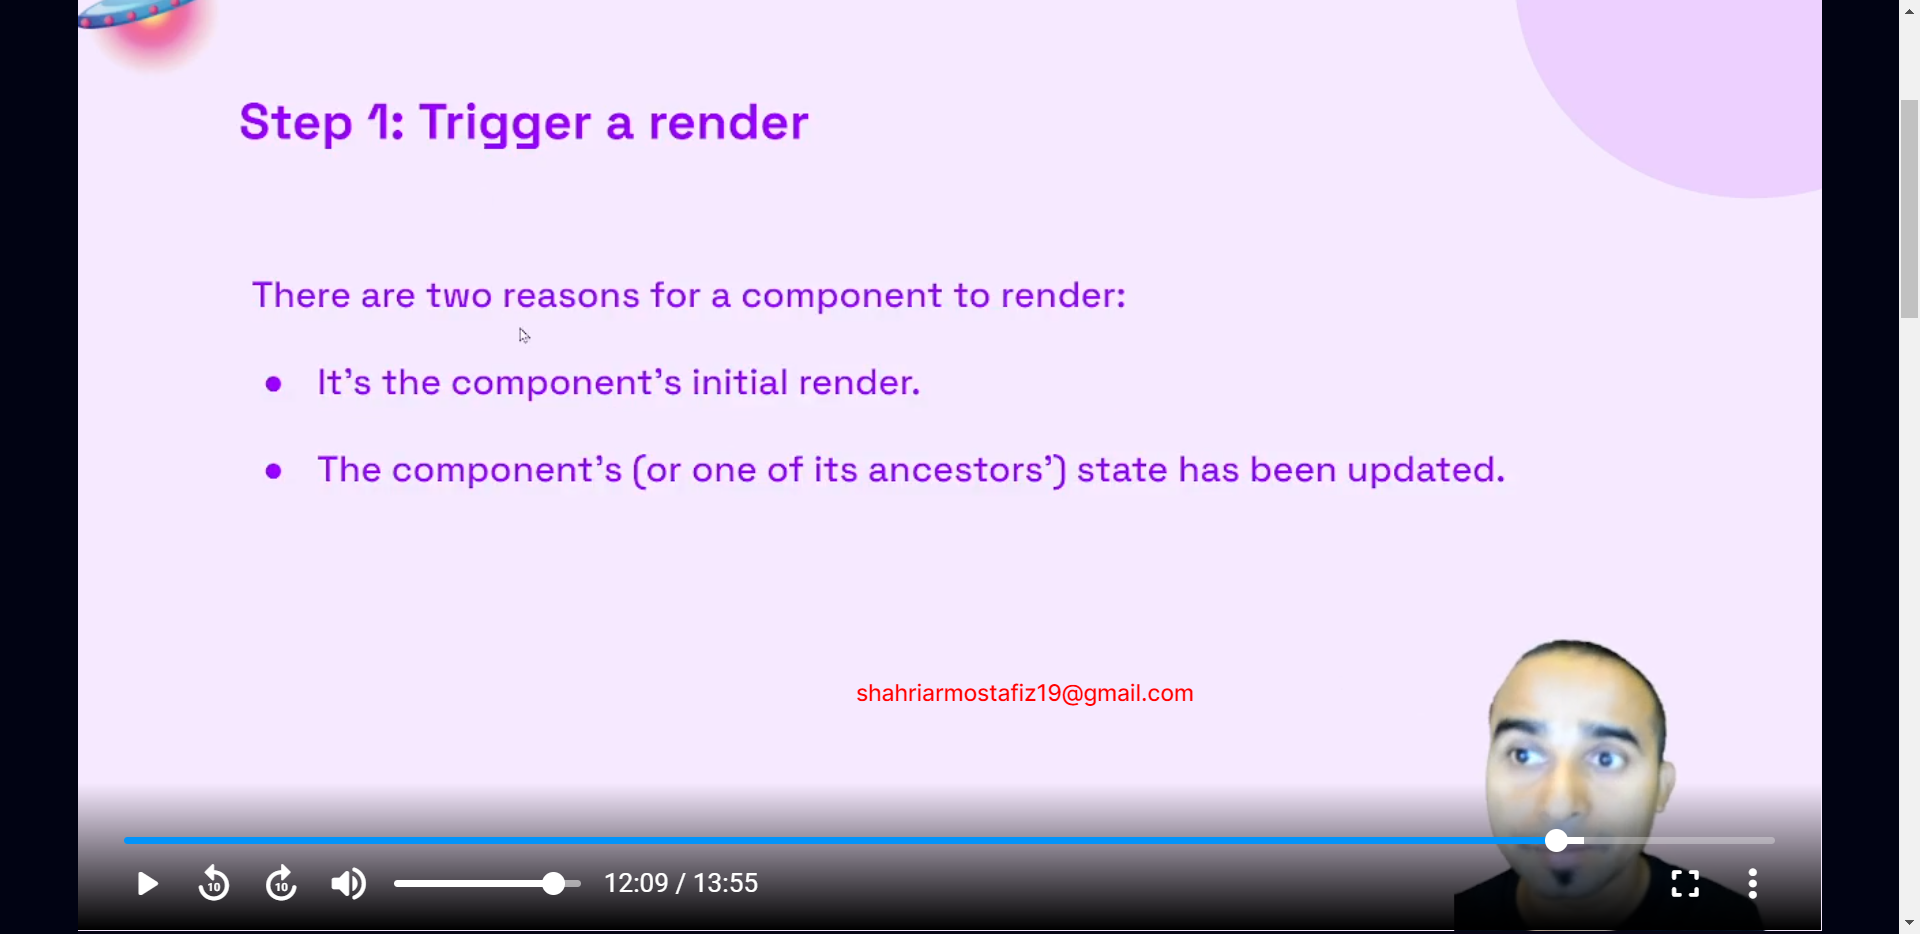 Step 1: Trigger a render
There are two reasons for a component to render:
● It's the component's initial render.
● The component's (or one of its ancestors') state has been updated.
shahriarmostafiz19@gmail.com
10 10 12:09 / 13:55